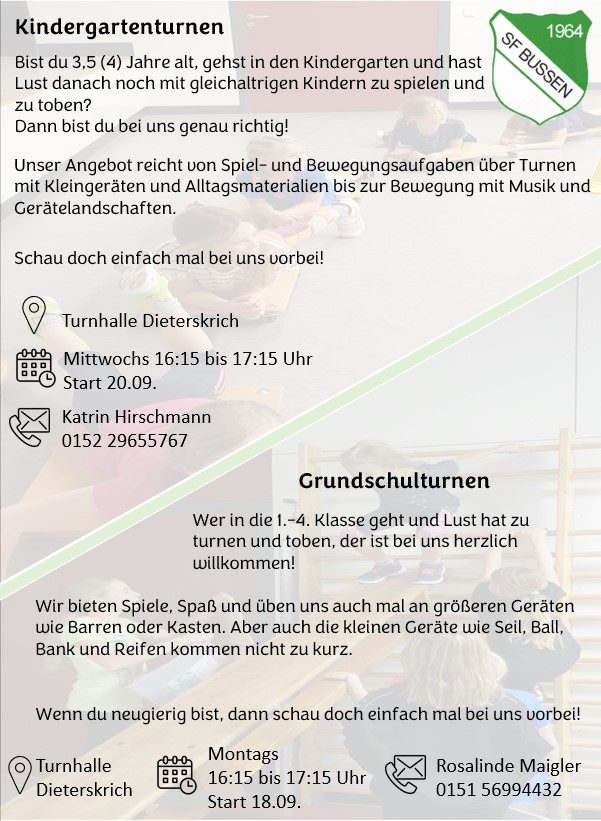 Kindergartenturnen
1964
SF BUSSEN
Bist du 3,5 (4) Jahre alt, gehst in den Kindergarten und hast
Lust danach noch mit gleichaltrigen Kindern zu spielen und
zu toben?
Dann bist du bei uns genau richtig!
Unser Angebot reicht von Spiel- und Bewegungsaufgaben über Turnen
mit Kleingeräten und Alltagsmaterialien bis zur Bewegung mit Musik und
Gerätelandschaften.
Schau doch einfach mal bei uns vorbei!
Turnhalle Dieterskrich
Mittwochs 16:15 bis 17:15 Uhr
Start 20.09.
Katrin Hirschmann
0152 29655767
Grundschulturnen
Wer in die 1.-4. Klasse geht und Lust hat zu
turnen und toben, der ist bei uns herzlich
willkommen!
Wir bieten Spiele, Spaß und üben uns auch mal an größeren Geräten
wie Barren oder Kasten. Aber auch die kleinen Geräte wie Seil, Ball,
Bank und Reifen kommen nicht zu kurz.
Wenn du neugierig bist, dann schau doch einfach mal bei uns vorbei!
Turnhalle
Dieterskrich
Montags
16:15 bis 17:15 Uhr
Start 18.09.
Rosalinde Maigler
0151 56994432